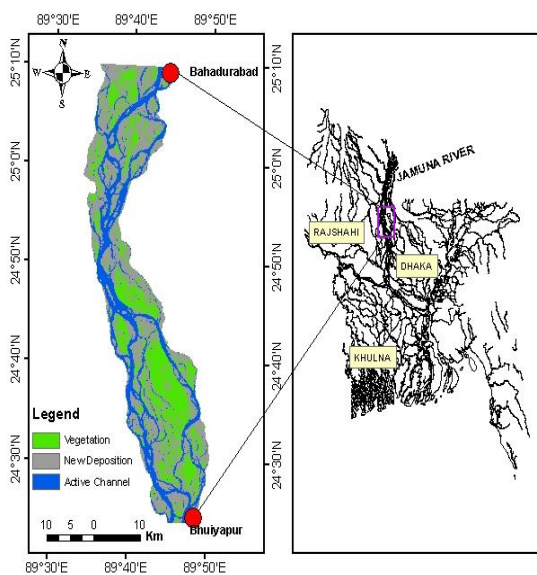 89°30'E 89°40'E 89°50'E
25°10'N
25°0'N
24°50'N
24°40'N
24°30'N
N
W E
S
Bahadurabad
Bhuiyapur
Legend
Vegetation
New Deposition
Active Channel
10 5 0 10
Km
89°30'E 89°40'E 89°50'E
25°10'N
25°0'N
24°50'N
24°40'N
24°30'N
JAMUNA RIVER
RAJSHAHI
DHAKA
KHULNA